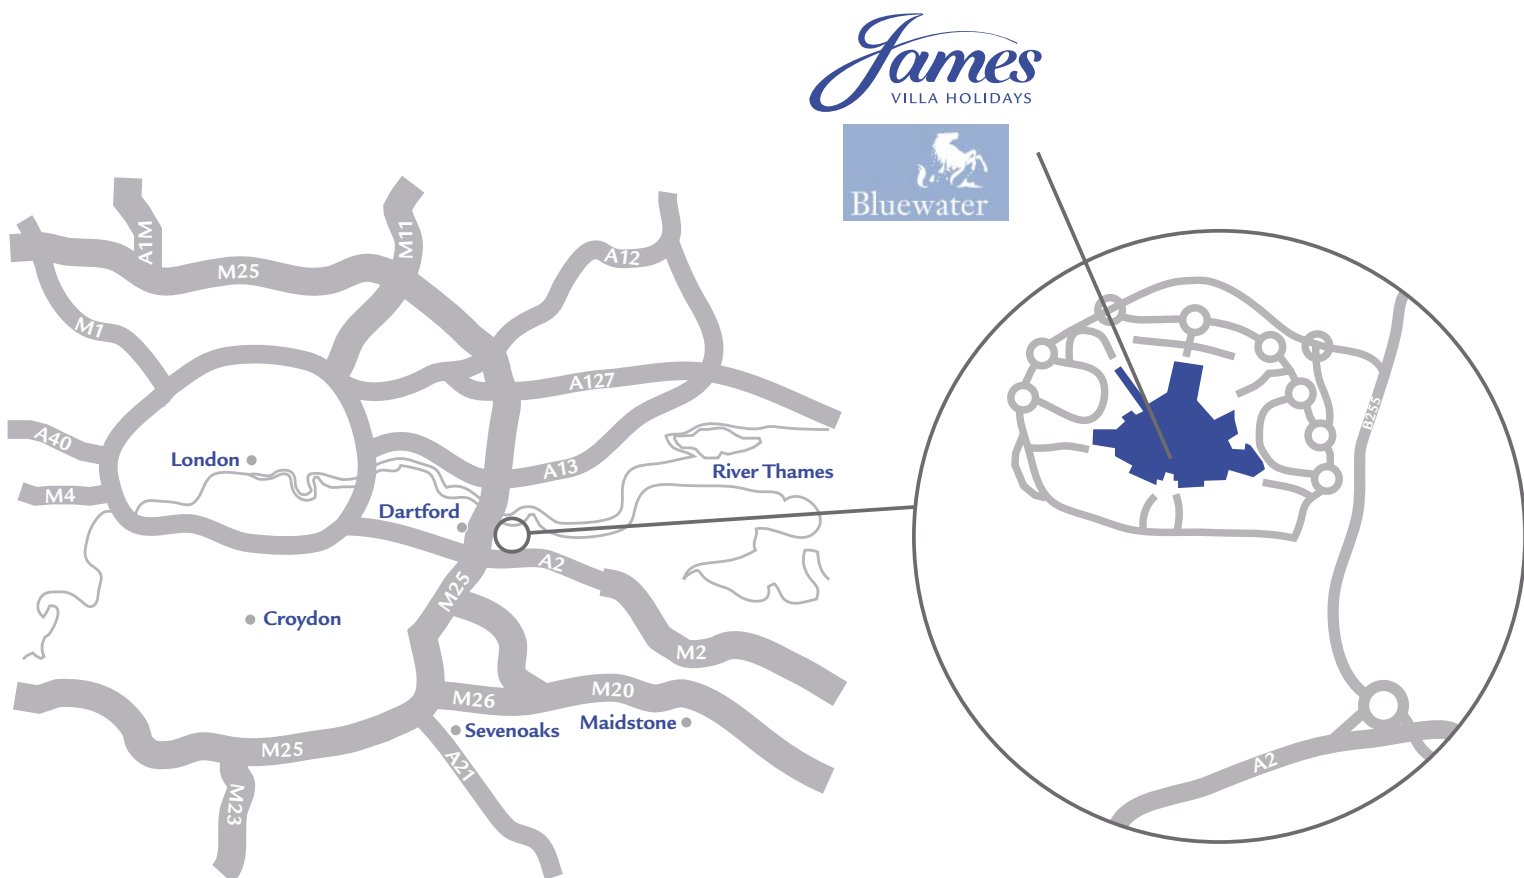 James
VILLA HOLIDAYS
Bluewater
A1M
M11
A12
M25
M1
A127
A40
London
A13
River Thames
M4
Dartford
A2
M25
Croydon
M2
M26
M20
Sevenoaks
Maidstone
M25
A21
M23
B255
A2